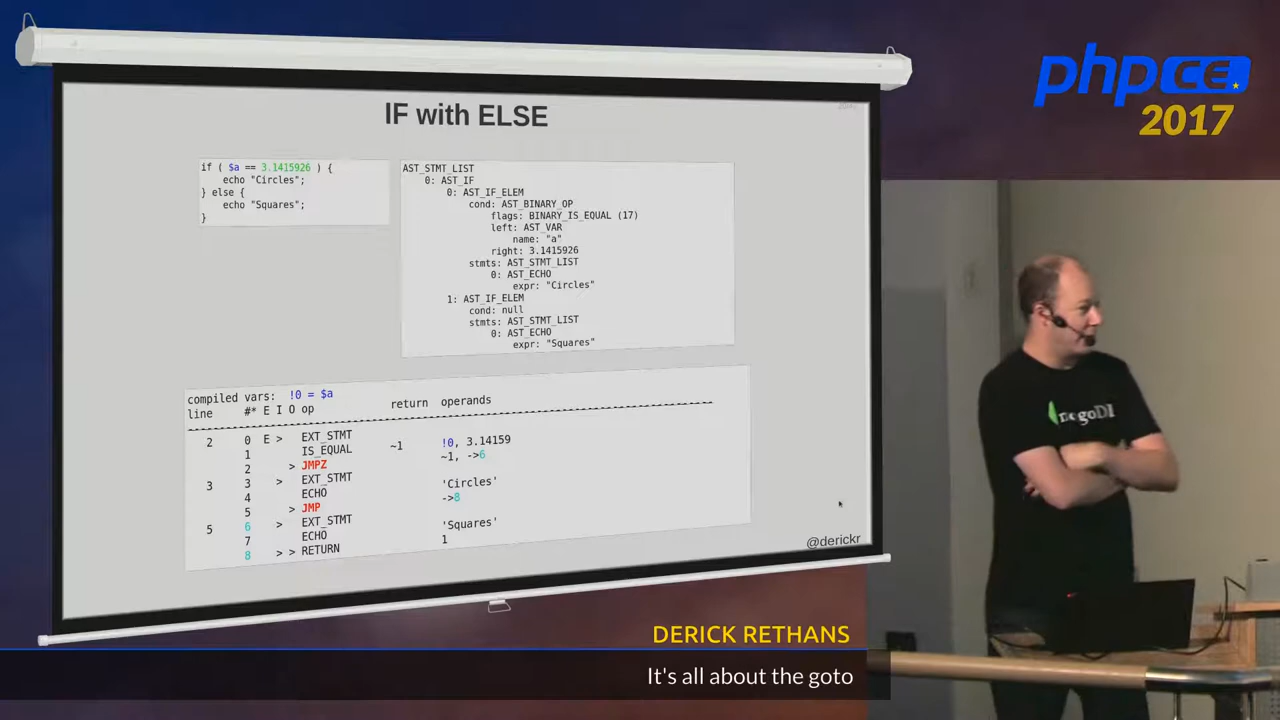 phpCE
2017
IF with ELSE
if ( $a == 3.1415926 ) {
echo "Circles";
} else {
echo "Squares";
}
AST_STMT_LIST
0: AST_IF
0: AST_IF_ELEM
cond: AST_BINARY_OP
flags: BINARY_IS_EQUAL (17)
left: AST_VAR
name: "a"
right: 3.1415926
stmts: AST_STMT_LIST
0: AST_ECHO
expr: "Circles"
1: AST_IF_ELEM
cond: null
stmts: AST_STMT_LIST
0: AST_ECHO
expr: "Squares"
compiled vars: !0 = $a
line #* E I O op return operands
2 0 E > EXT_STMT
1 IS_EQUAL ~1 !0, 3.14159
2 > JMPZ ~1, ->6
3 3 > EXT_STMT
4 ECHO 'Circles'
5 > JMP ->8
5 6 > EXT_STMT
7 ECHO 'Squares'
8 > > RETURN 1
@derickr
mongoDB
DERICK RETHANS
It's all about the goto